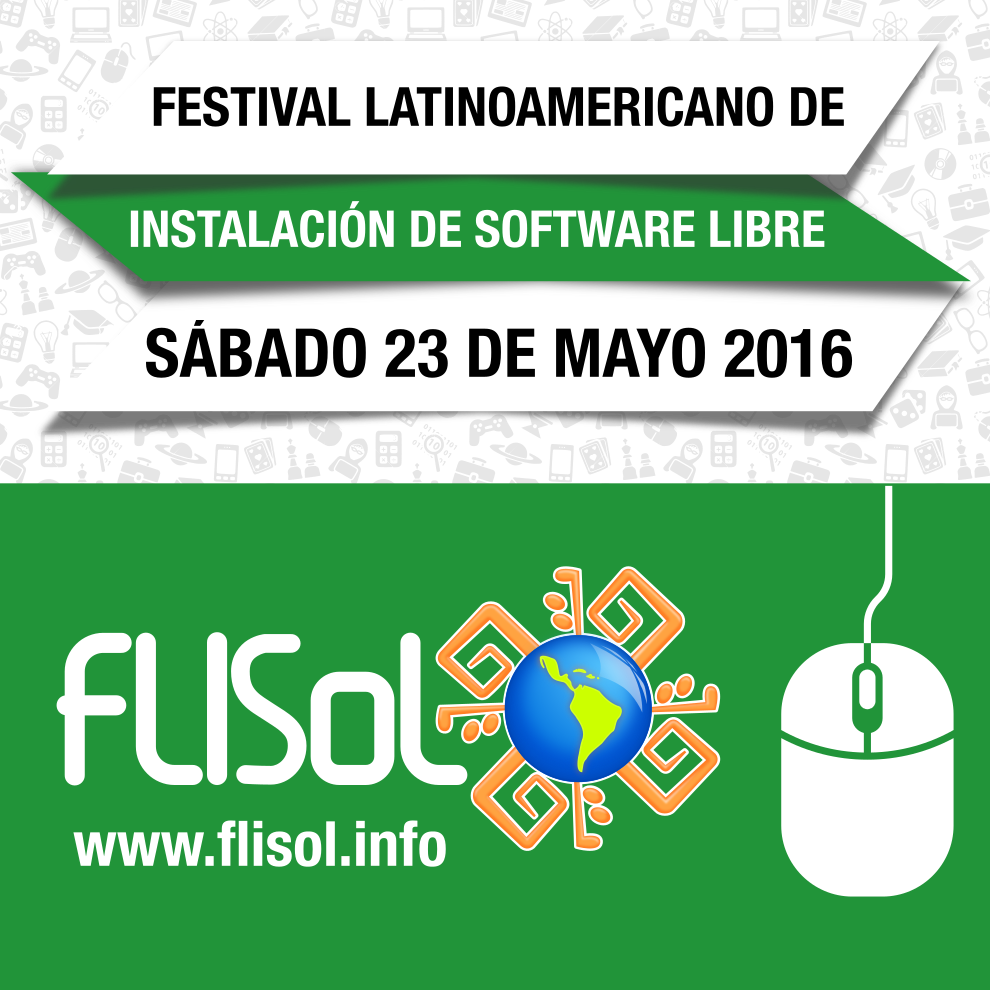 FESTIVAL LATINOAMERICANO DE
INSTALACIÓN DE SOFTWARE LIBRE
SÁBADO 23 DE MAYO 2016
FLISoL
www.flisol.info